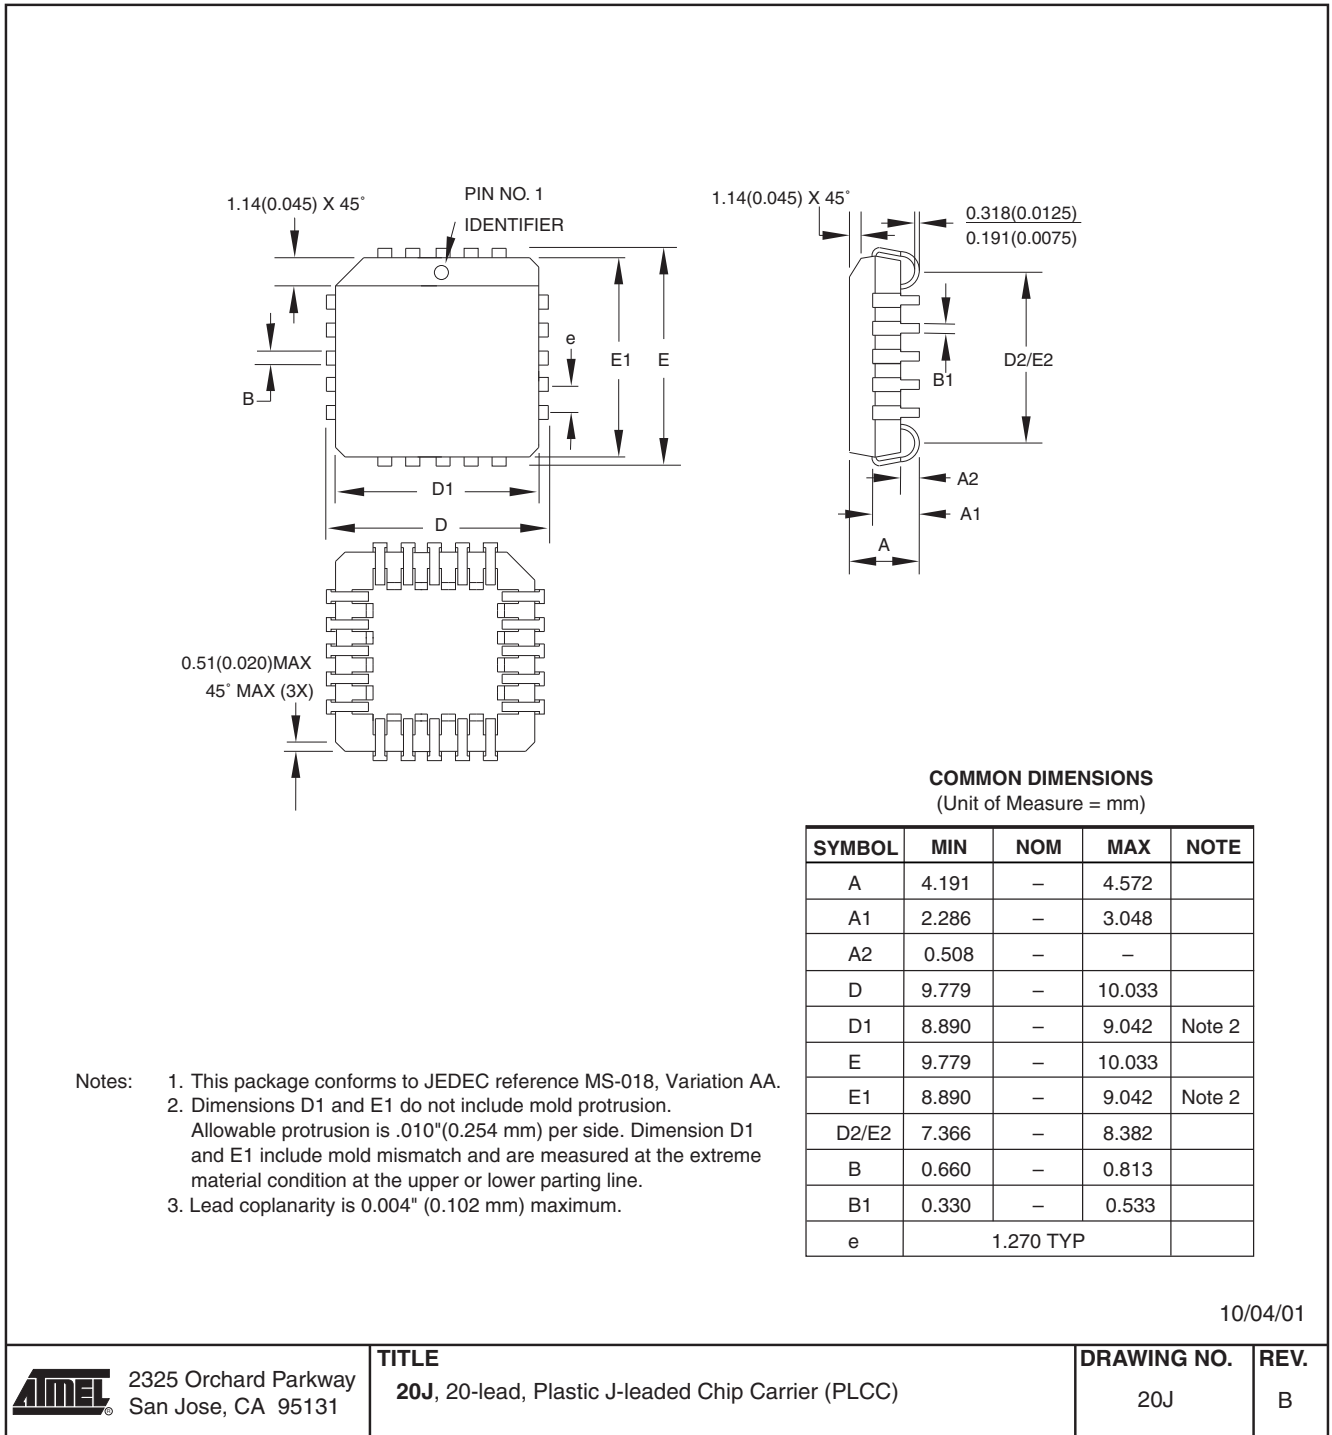 1.14(0.045) X 45˚
PIN NO. 1
IDENTIFIER
1.14(0.045) X 45˚
0.318(0.0125)
0.191(0.0075)
e
E1
E
B
B1
D2/E2
D1
D
A2
A1
A
0.51(0.020)MAX
45˚ MAX (3X)
COMMON DIMENSIONS
(Unit of Measure = mm)
SYMBOL MIN NOM MAX NOTE
A 4.191 – 4.572
A1 2.286 – 3.048
A2 0.508 – –
D 9.779 – 10.033
D1 8.890 – 9.042 Note 2
E 9.779 – 10.033
E1 8.890 – 9.042 Note 2
D2/E2 7.366 – 8.382
B 0.660 – 0.813
B1 0.330 – 0.533
e 1.270 TYP
Notes: 1. This package conforms to JEDEC reference MS-018, Variation AA.
2. Dimensions D1 and E1 do not include mold protrusion.
Allowable protrusion is .010"(0.254 mm) per side. Dimension D1
and E1 include mold mismatch and are measured at the extreme
material condition at the upper or lower parting line.
3. Lead coplanarity is 0.004" (0.102 mm) maximum.
10/04/01
ATMEL ®
2325 Orchard Parkway
San Jose, CA 95131
TITLE
20J, 20-lead, Plastic J-leaded Chip Carrier (PLCC)
DRAWING NO.
20J
REV.
B